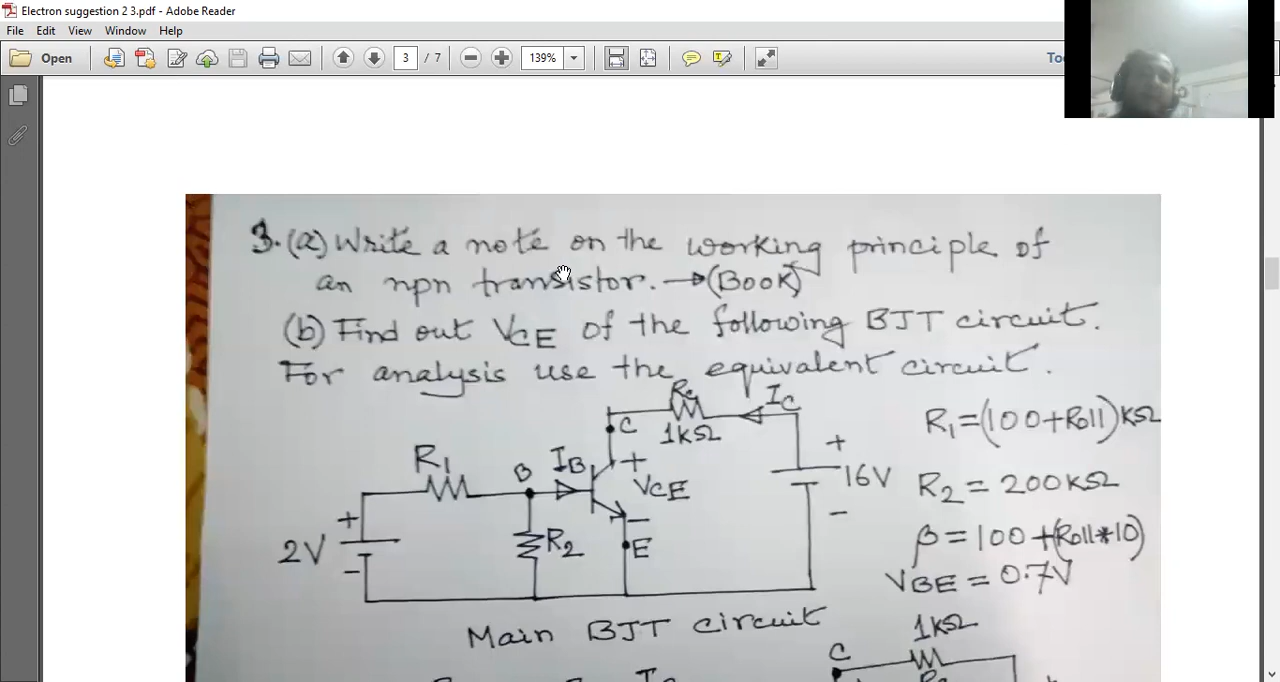 Electron suggestion 2 3.pdf - Adobe Reader
File Edit View Window Help
Open 3 / 7 139%
3. (a) Write a note on the working principle of
an npn transistor. → (Book)
(b) Find out VCE of the following BJT circuit.
For analysis use the equivalent circuit.
Rc IC
C 1kΩ
R1 = (100+Roll) kΩ
R1 B IB + VCE
+ 16V -
R2 = 200kΩ
2V + -
R2 - E
β = 100 + (Roll*10)
VBE = 0.7V
Main BJT circuit
1kΩ
C